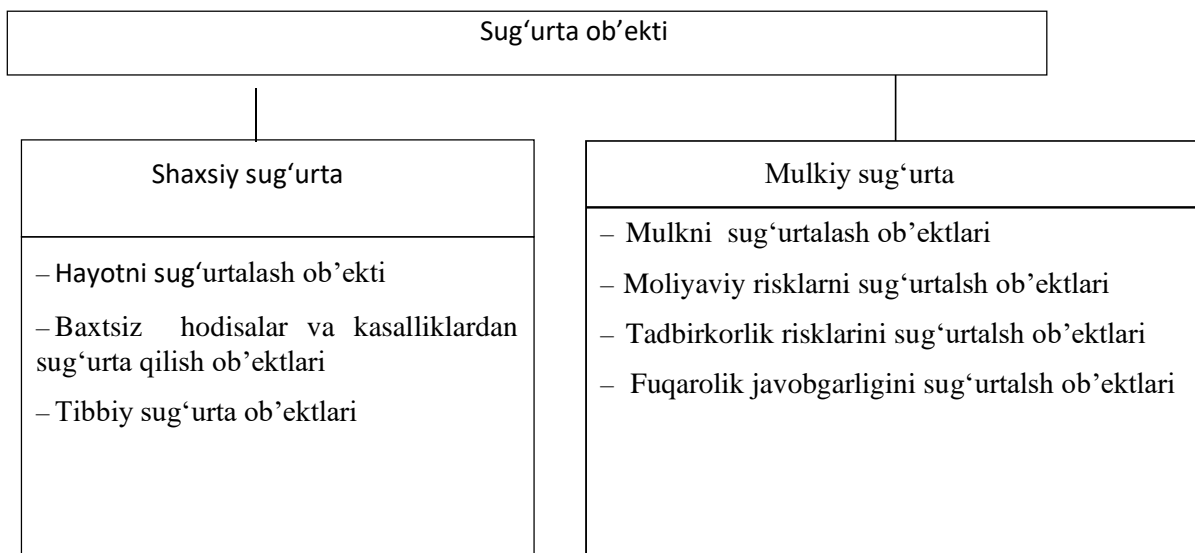 Sug‘urta ob’ekti
Shaxsiy sug‘urta
– Hayotni sug‘urtalash ob’ekti
– Baxtsiz hodisalar va kasalliklardan
sug‘urta qilish ob’ektlari
– Tibbiy sug‘urta ob’ektlari
Mulkiy sug‘urta
– Mulkni sug‘urtalash ob’ektlari
– Moliyaviy risklarni sug‘urtalsh ob’ektlari
– Tadbirkorlik risklarini sug‘urtalsh ob’ektlari
– Fuqarolik javobgarligini sug‘urtalsh ob’ektlari